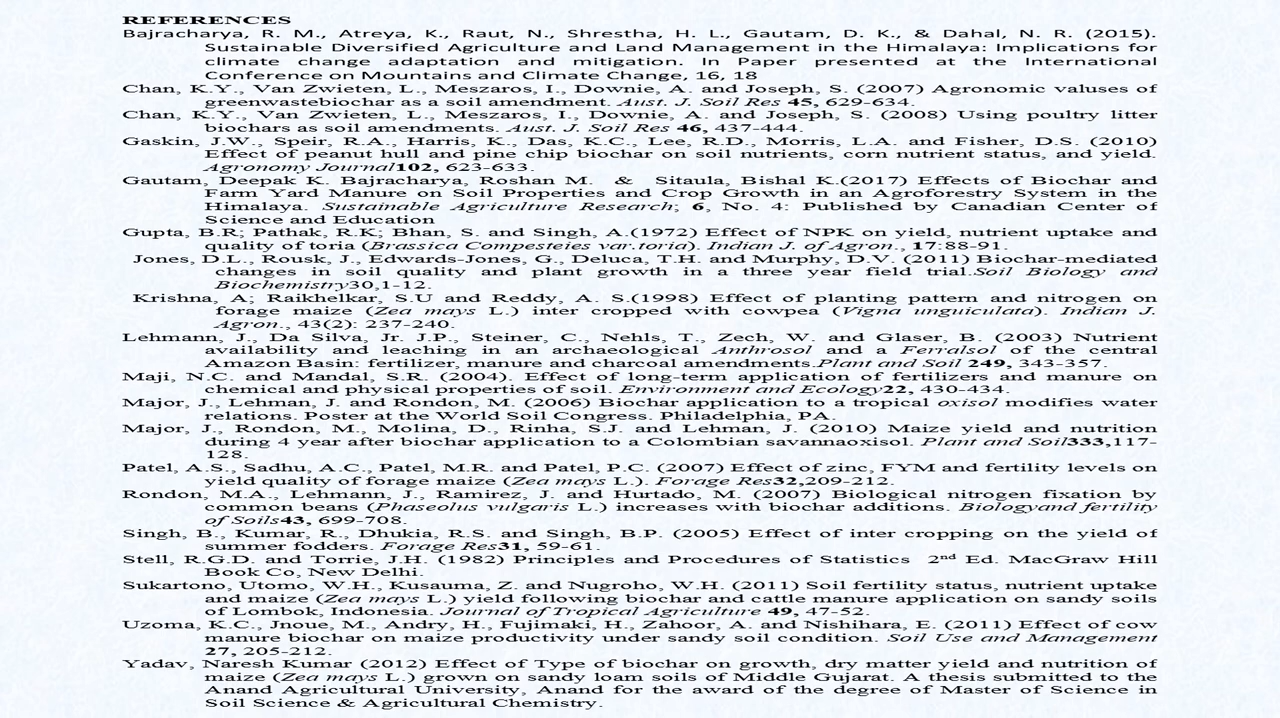 REFERENCES
Bajracharya, R. M., Atreya, K., Raut, N., Shrestha, H. L., Gautam, D. K., & Dahal, N. R. (2015).
Sustainable Diversified Agriculture and Land Management in the Himalaya: Implications for
climate change adaptation and mitigation. In Paper presented at the International
Conference on Mountains and Climate Change, 16, 18
Chan, K.Y., Van Zwieten, L., Meszaros, I., Downie, A. and Joseph, S. (2007) Agronomic valuses of
greenwastebiochar as a soil amendment. Aust. J. Soil Res 45, 629-634.
Chan, K.Y., Van Zwieten, L., Meszaros, I., Downie, A. and Joseph, S. (2008) Using poultry litter
biochars as soil amendments. Aust. J. Soil Res 46, 437-444.
Gaskin, J.W., Speir, R.A., Harris, K., Das, K.C., Lee, R.D., Morris, L.A. and Fisher, D.S. (2010)
Effect of peanut hull and pine chip biochar on soil nutrients, corn nutrient status, and yield.
Agronomy Journal102, 623-633.
Gautam, Deepak K. Bajracharya, Roshan M. & Sitaula, Bishal K.(2017) Effects of Biochar and
Farm Yard Manure on Soil Properties and Crop Growth in an Agroforestry System in the
Himalaya. Sustainable Agriculture Research; 6, No. 4: Published by Canadian Center of
Science and Education
Gupta, B.R; Pathak, R.K; Bhan, S. and Singh, A.(1972) Effect of NPK on yield, nutrient uptake and
quality of toria (Brassica Compesteies var.toria). Indian J. of Agron., 17:88-91.
Jones, D.L., Rousk, J., Edwards-Jones, G., Deluca, T.H. and Murphy, D.V. (2011) Biochar-mediated
changes in soil quality and plant growth in a three year field trial.Soil Biology and
Biochemistry30,1-12.
Krishna, A; Raikhelkar, S.U and Reddy, A. S.(1998) Effect of planting pattern and nitrogen on
forage maize (Zea mays L.) inter cropped with cowpea (Vigna unguiculata). Indian J.
Agron., 43(2): 237-240.
Lehmann, J., Da Silva, Jr. J.P., Steiner, C., Nehls, T., Zech, W. and Glaser, B. (2003) Nutrient
availability and leaching in an archaeological Anthrosol and a Ferralsol of the central
Amazon Basin: fertilizer, manure and charcoal amendments.Plant and Soil 249, 343-357.
Maji, N.C. and Mandal, S.R. (2004). Effect of long-term application of fertilizers and manure on
chemical and physical properties of soil. Environment and Ecology22, 430-434.
Major, J., Lehman, J. and Rondon, M. (2006) Biochar application to a tropical oxisol modifies water
relations. Poster at the World Soil Congress. Philadelphia, PA.
Major, J., Rondon, M., Molina, D., Rinha, S.J. and Lehman, J. (2010) Maize yield and nutrition
during 4 year after biochar application to a Colombian savannaoxisol. Plant and Soil333,117-
128.
Patel, A.S., Sadhu, A.C., Patel, M.R. and Patel, P.C. (2007) Effect of zinc, FYM and fertility levels on
yield quality of forage maize (Zea mays L.). Forage Res32,209-212.
Rondon, M.A., Lehmann, J., Ramirez, J. and Hurtado, M. (2007) Biological nitrogen fixation by
common beans (Phaseolus vulgaris L.) increases with biochar additions. Biologyand fertility
of Soils43, 699-708.
Singh, B., Kumar, R., Dhukia, R.S. and Singh, B.P. (2005) Effect of inter cropping on the yield of
summer fodders. Forage Res31, 59-61.
Stell, R.G.D. and Torrie, J.H. (1982) Principles and Procedures of Statistics 2nd Ed. MacGraw Hill
Book Co, New Delhi.
Sukartono, Utomo, W.H., Kusauma, Z. and Nugroho, W.H. (2011) Soil fertility status, nutrient uptake
and maize (Zea mays L.) yield following biochar and cattle manure application on sandy soils
of Lombok, Indonesia. Journal of Tropical Agriculture 49, 47-52.
Uzoma, K.C., Jnoue, M., Andry, H., Fujimaki, H., Zahoor, A. and Nishihara, E. (2011) Effect of cow
manure biochar on maize productivity under sandy soil condition. Soil Use and Management
27, 205-212.
Yadav, Naresh Kumar (2012) Effect of Type of biochar on growth, dry matter yield and nutrition of
maize (Zea mays L.) grown on sandy loam soils of Middle Gujarat. A thesis submitted to the
Anand Agricultural University, Anand for the award of the degree of Master of Science in
Soil Science & Agricultural Chemistry.